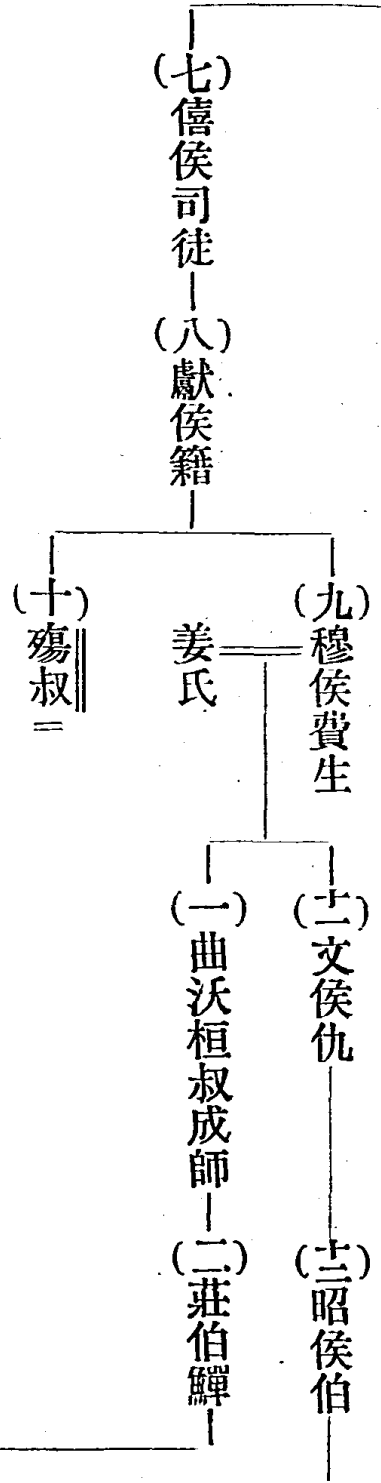 (七)僖侯司徒
(八)獻侯籍
(九)穆侯費生
姜氏
(十)殤叔
(十一)文侯仇
(十二)昭侯伯
(一)曲沃桓叔成師
(二)莊伯鱓